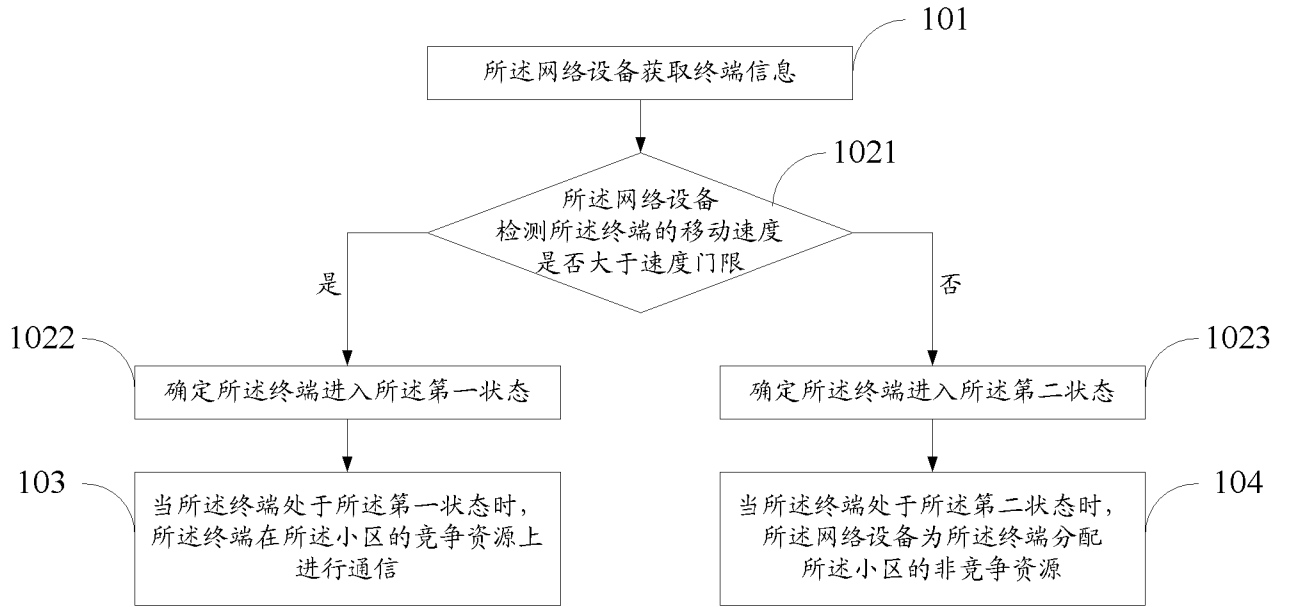 101
所述网络设备获取终端信息
1021
所述网络设备
检测所述终端的移动速度
是否大于速度门限
是
否
1022
确定所述终端进入所述第一状态
1023
确定所述终端进入所述第二状态
103
当所述终端处于所述第一状态时，
所述终端在所述小区的竞争资源上
进行通信
104
当所述终端处于所述第二状态时，
所述网络设备为所述终端分配
所述小区的非竞争资源